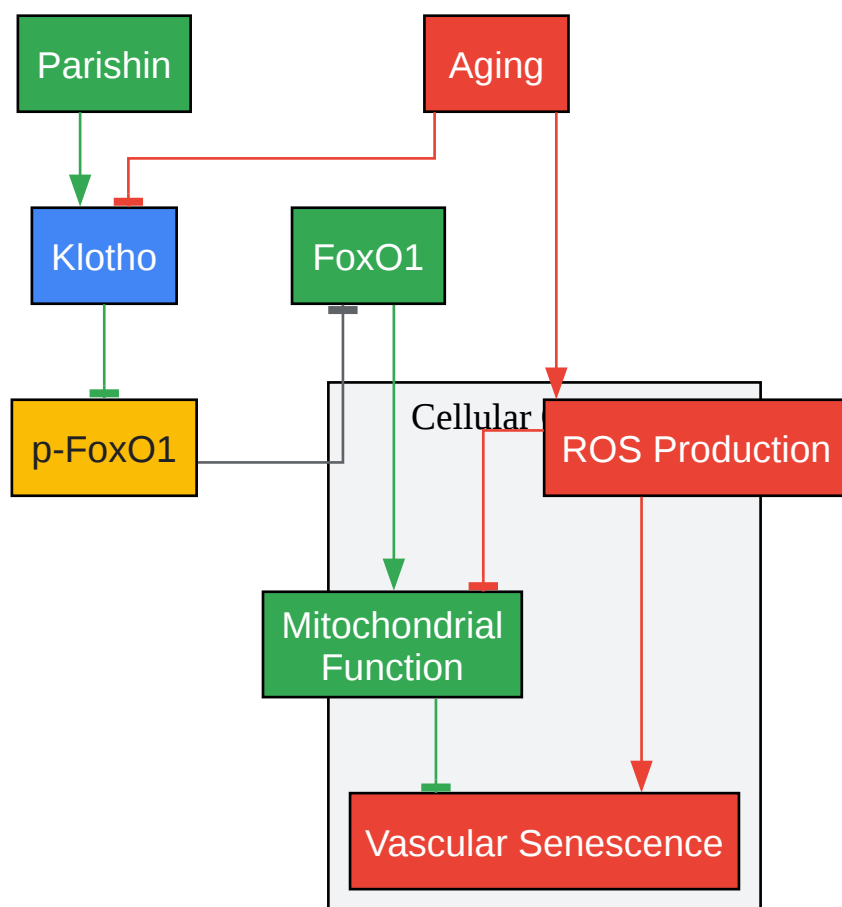 Parishin
Aging
Klotho
FoxO1
Cellular
ROS Production
p-FoxO1
Mitochondrial
Function
Vascular Senescence